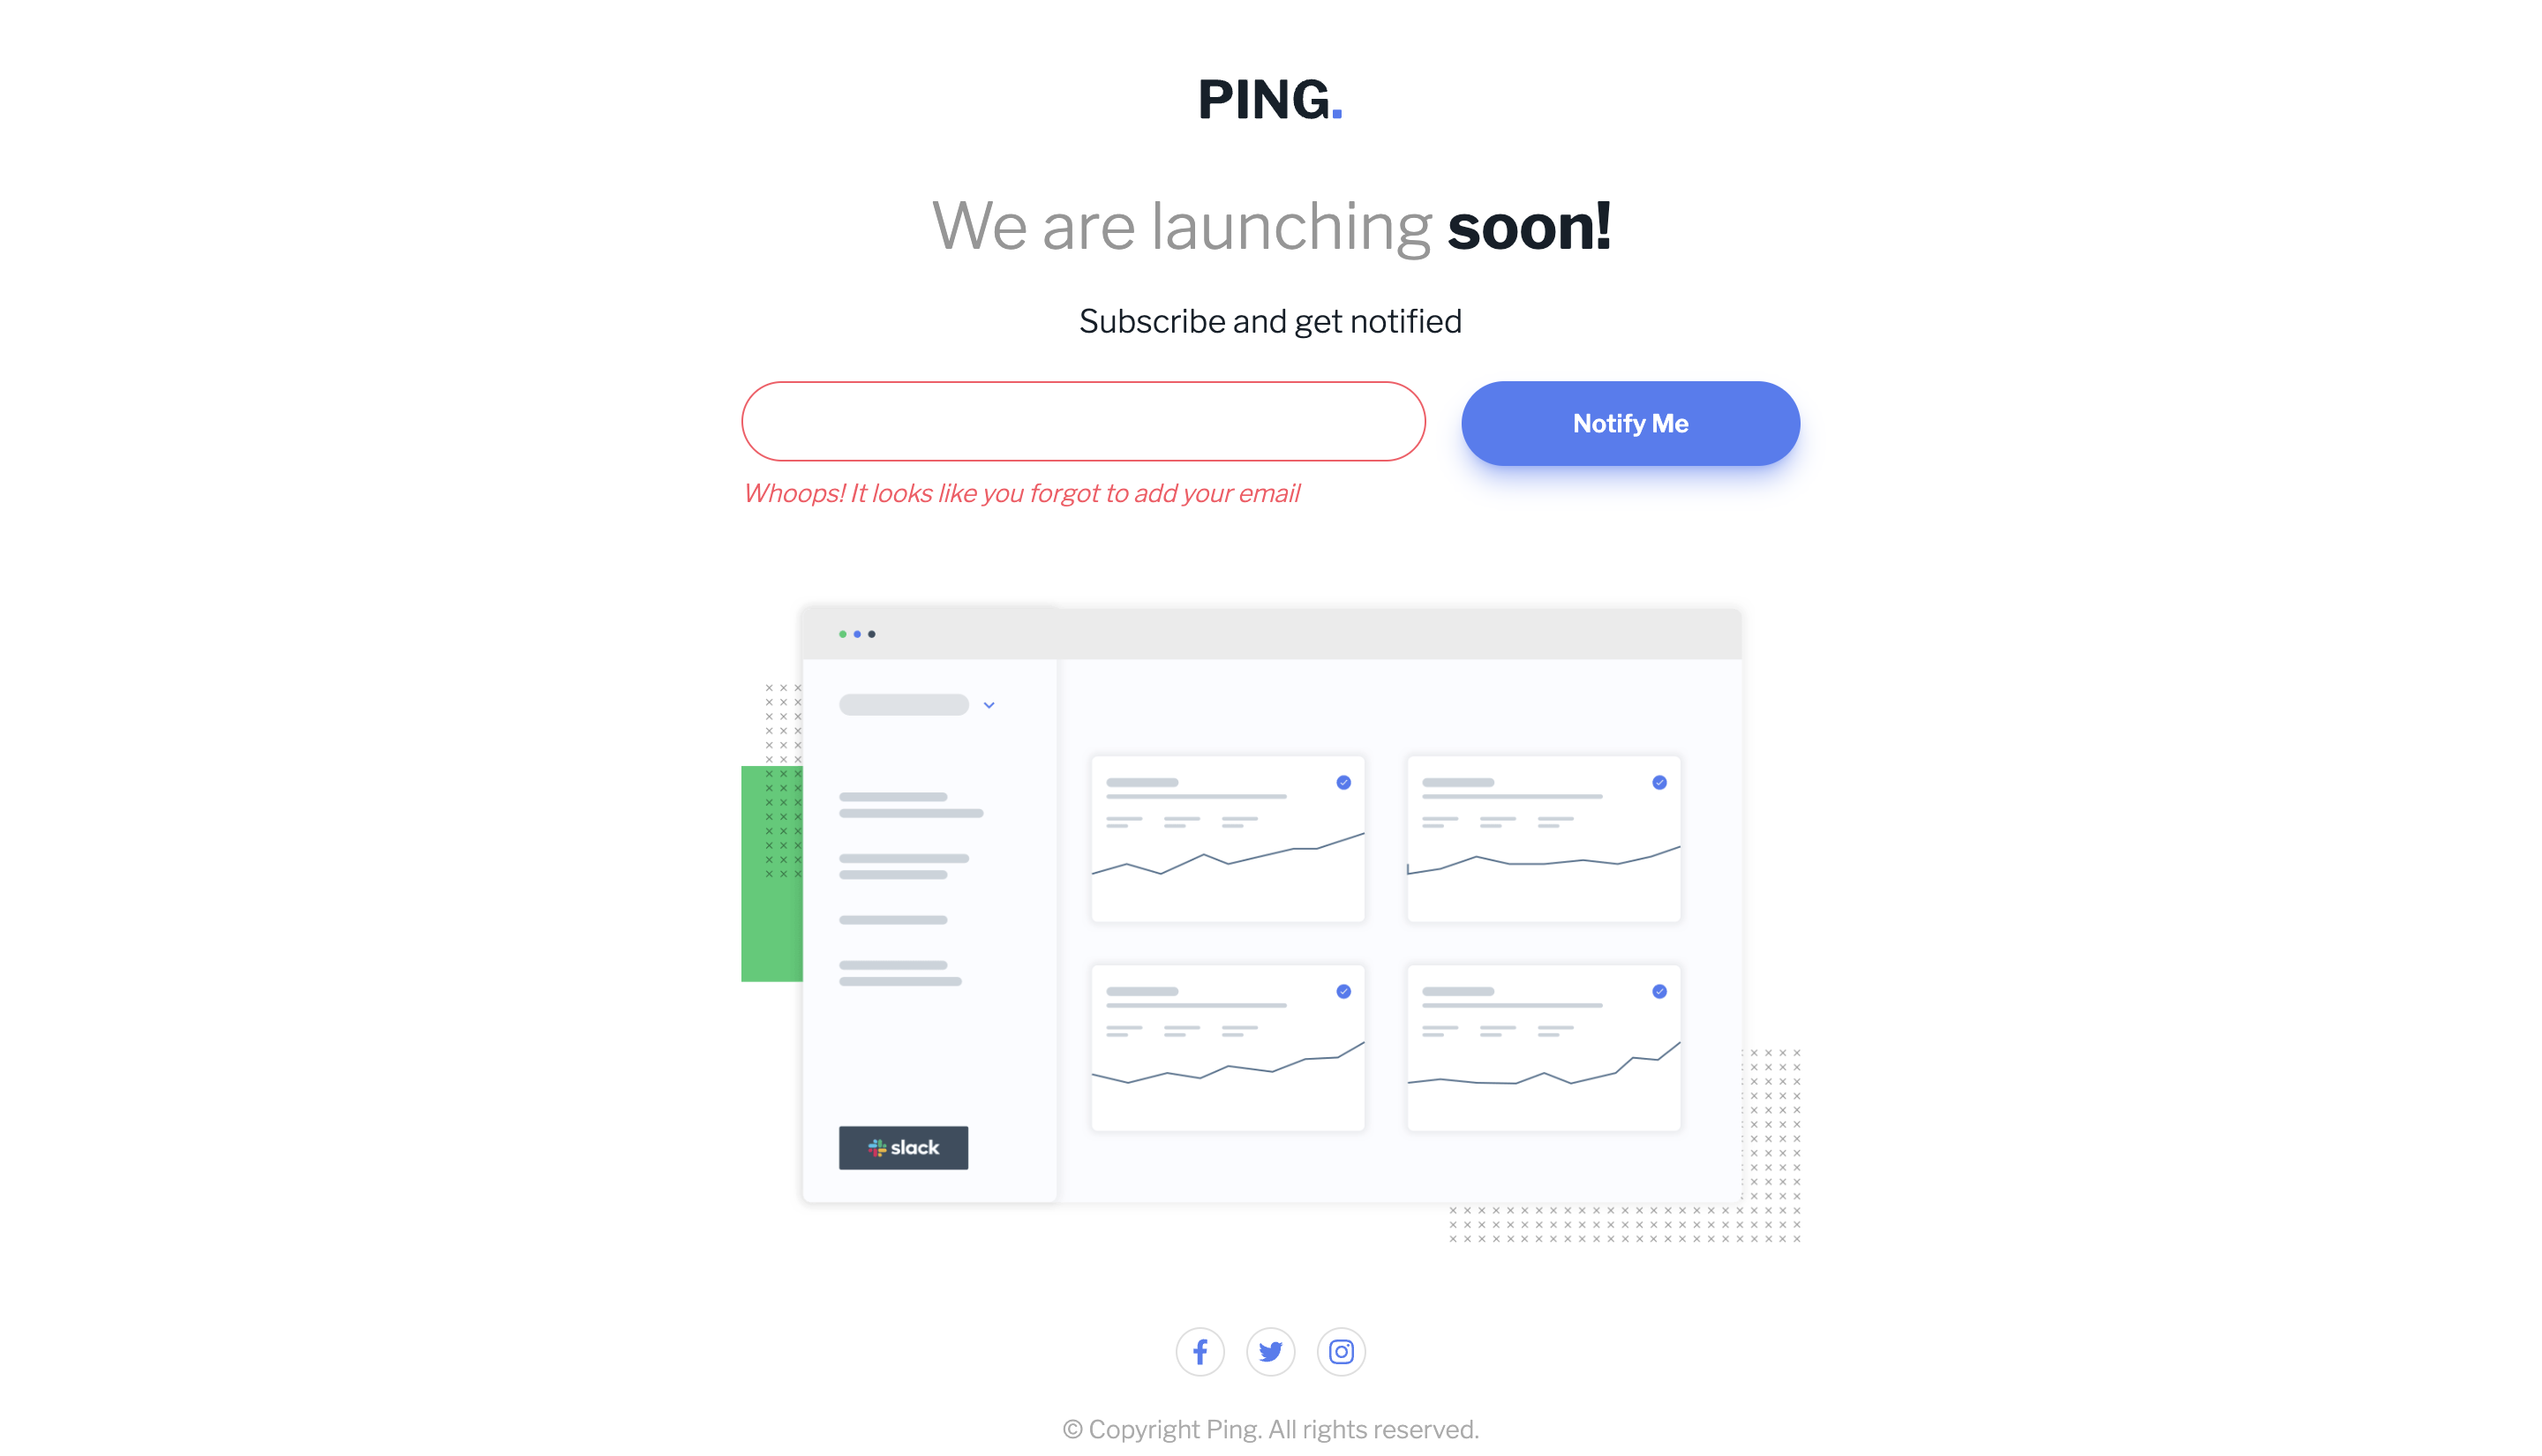 PING.
We are launching soon!
Subscribe and get notified
Notify Me
Whoops! It looks like you forgot to add your email
slack
© Copyright Ping. All rights reserved.